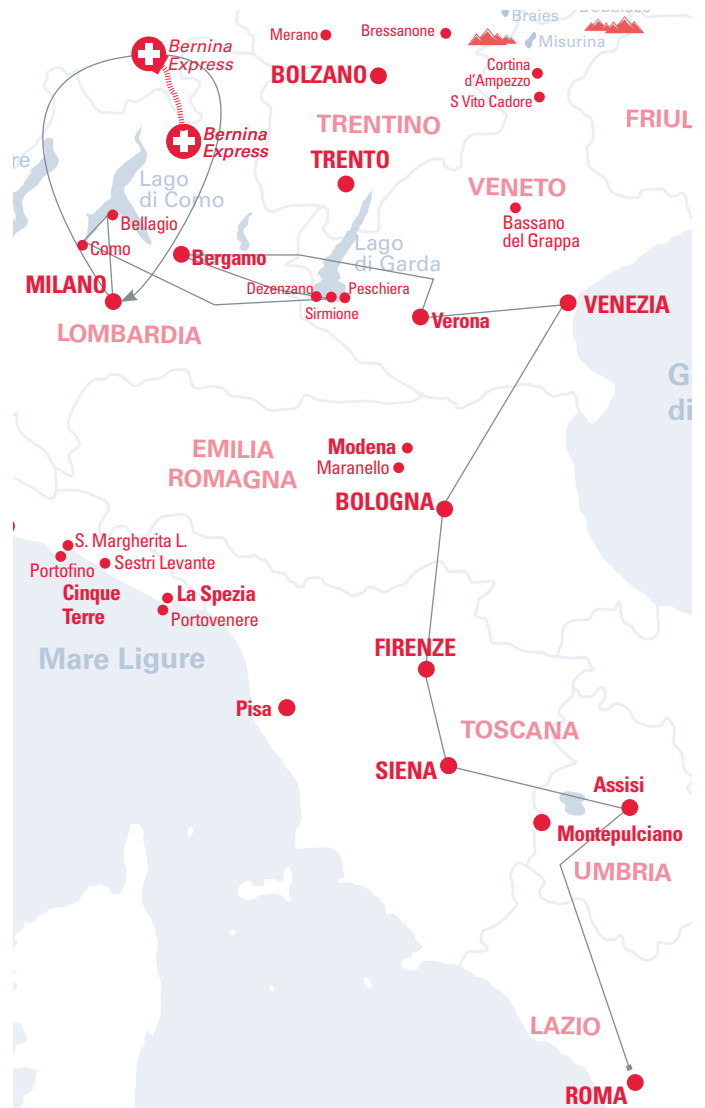 Braies
Bernina
Express
Merano
Bressanone
Misurina
BOLZANO
Cortina
d'Ampezzo
S Vito Cadore
TRENTINO
FRIUL
Bernina
Express
TRENTO
re
Lago
di Como
VENETO
Bellagio
Bassano
del Grappa
Como
Bergamo
Lago
di Garda
MILANO
Dezenzano
Peschiera
Sirmione
Verona
VENEZIA
LOMBARDIA
G
di
EMILIA
ROMAGNA
Modena
Maranello
BOLOGNA
S. Margherita L.
Portofino
Sestri Levante
Cinque
Terre
La Spezia
Portovenere
FIRENZE
Mare Ligure
Pisa
TOSCANA
SIENA
Assisi
Montepulciano
UMBRIA
LAZIO
ROMA